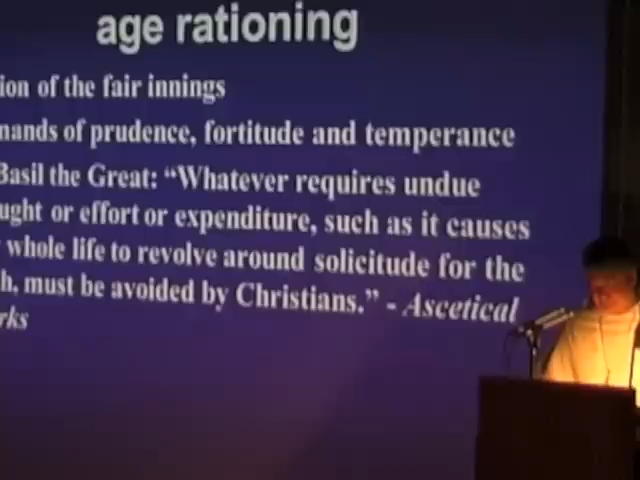 age rationing
ion of the fair innings
mands of prudence, fortitude and temperance
Basil the Great: “Whatever requires undue
ught or effort or expenditure, such as it causes
whole life to revolve around solicitude for the
h, must be avoided by Christians.” - Ascetical
rks